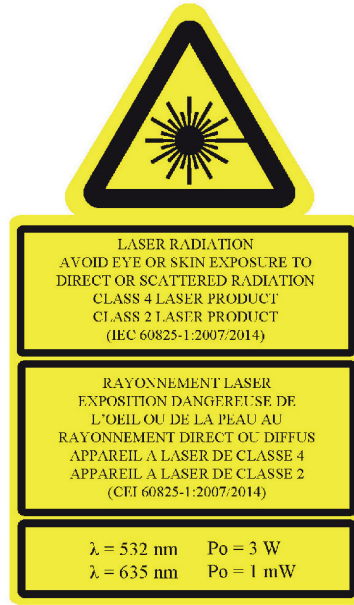 LASER RADIATION
AVOID EYE OR SKIN EXPOSURE TO
DIRECT OR SCATTERED RADIATION
CLASS 4 LASER PRODUCT
CLASS 2 LASER PRODUCT
(IEC 60825-1:2007/2014)
RAYONNEMENT LASER
EXPOSITION DANGEREUSE DE
L'OEIL OU DE LA PEAU AU
RAYONNEMENT DIRECT OU DIFFUS
APPAREIL A LASER DE CLASSE 4
APPAREIL A LASER DE CLASSE 2
(CEI 60825-1:2007/2014)
λ = 532 nm Po = 3 W
λ = 635 nm Po = 1 mW